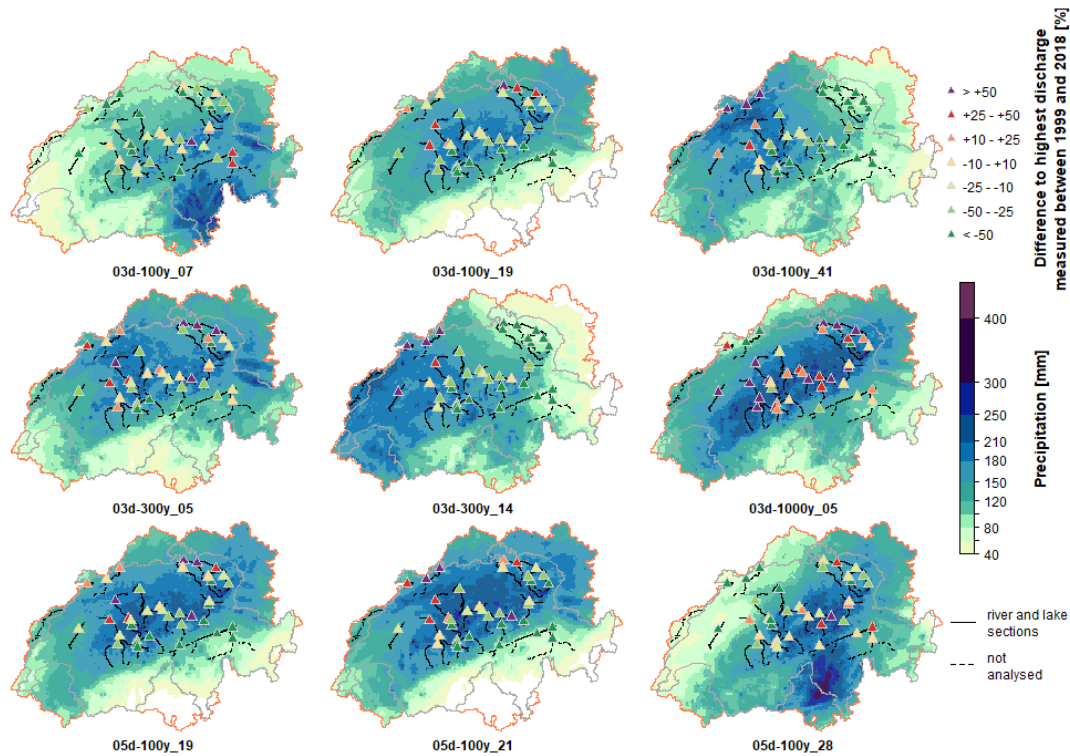 Difference to highest discharge
measured between 1999 and 2018 [%]
> +50
+25 - +50
+10 - +25
-10 - +10
-25 - -10
-50 - -25
< -50
03d-100y_07
03d-100y_19
03d-100y_41
Precipitation [mm]
400
300
250
210
180
150
120
80
40
03d-300y_05
03d-300y_14
03d-1000y_05
river and lake
sections
not
analysed
05d-100y_19
05d-100y_21
05d-100y_28